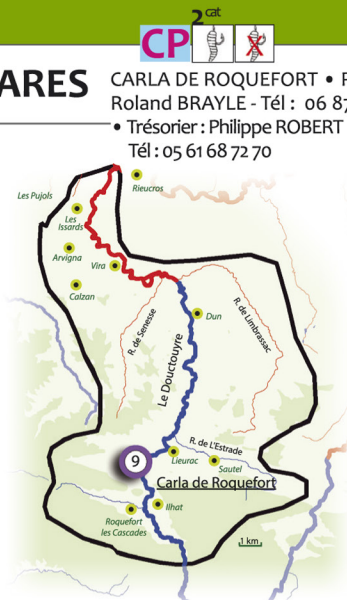 2cat
CP
ARES
CARLA DE ROQUEFORT •
Roland BRAYLE - Tél : 06 87
• Trésorier : Philippe ROBERT
Tél : 05 61 68 72 70
Les Pujols
Rieucros
Les
Issards
Arvigna
Vira
Calzan
Dun
R. de Senesse
R. de Limbrassac
Le Douctouyre
R. de L'Estrade
9
Lieurac
Sautel
Carla de Roquefort
Ilhat
Roquefort
les Cascades
1 km